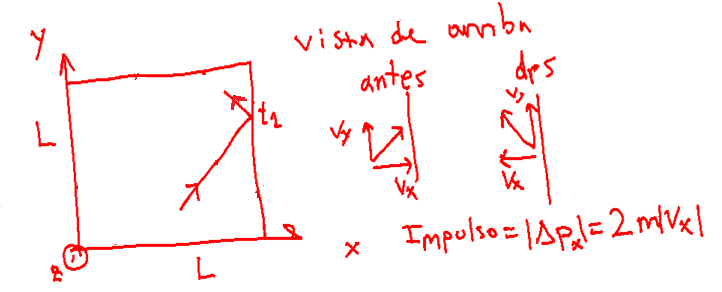 vista de arriba
y
antes
dps
L
t1
Vy
Vx
Vy
Vx
z
L
x
Impulso = |Δpx| = 2m|Vx|